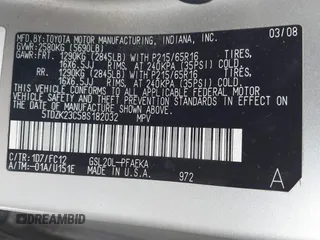 MFD. BY: TOYOTA MOTOR MANUFACTURING, INDIANA, INC.
03/08
GVWR: 2580KG (5690LB)
GAWR: FRT. 1290KG (2845LB) WITH P215/65R16 TIRES,
16X6.5JJ RIMS, AT 240KPA (35PSI) COLD.
RR. 1290KG (2845LB) WITH P215/65R16 TIRES,
16X6.5JJ RIMS, AT 240KPA (35PSI) COLD.
THIS VEHICLE CONFORMS TO ALL APPLICABLE FEDERAL MOTOR
VEHICLE SAFETY, BUMPER, AND THEFT PREVENTION STANDARDS IN
EFFECT ON THE DATE OF MANUFACTURE SHOWN ABOVE.
5TDZK23C58S182032 MPV
C/TR: 1D7/FC12 GSL20L-PFAEKA
A/TM: -01A/U151E MADE IN U.S.A. 972 A
DREAMBID